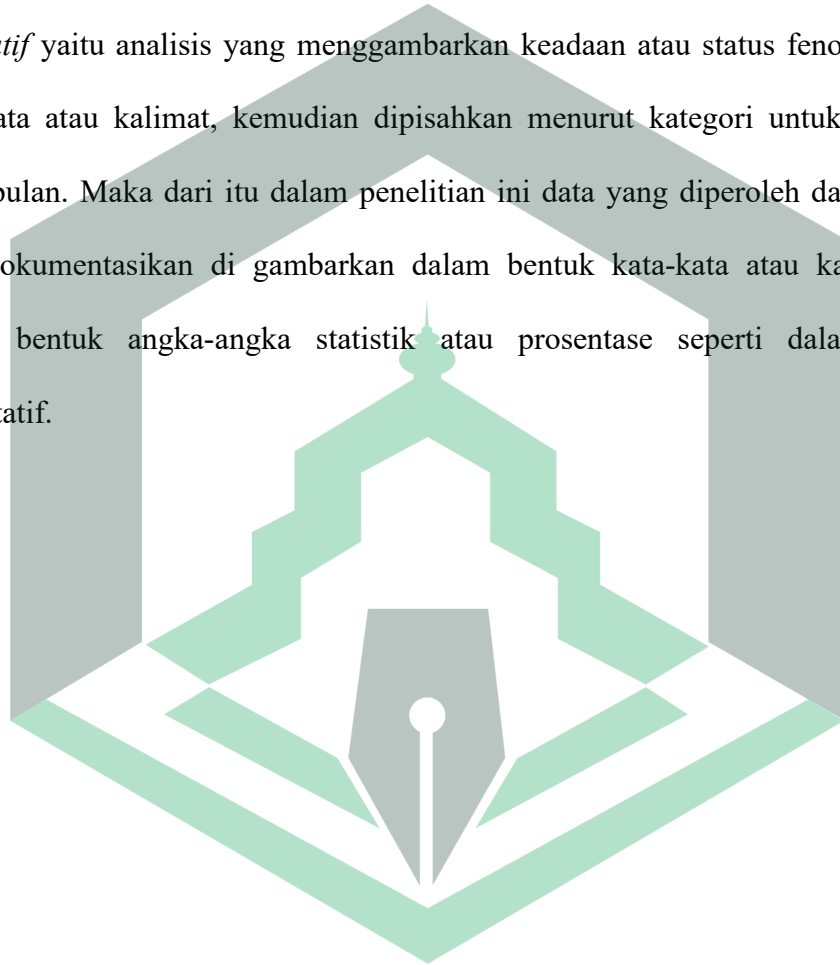 atif yaitu analisis yang menggambarkan keadaan atau status feno
ata atau kalimat, kemudian dipisahkan menurut kategori untuk
pulan. Maka dari itu dalam penelitian ini data yang diperoleh da
okumentasikan di gambarkan dalam bentuk kata-kata atau ka
bentuk angka-angka statistik atau prosentase seperti dala
tatif.